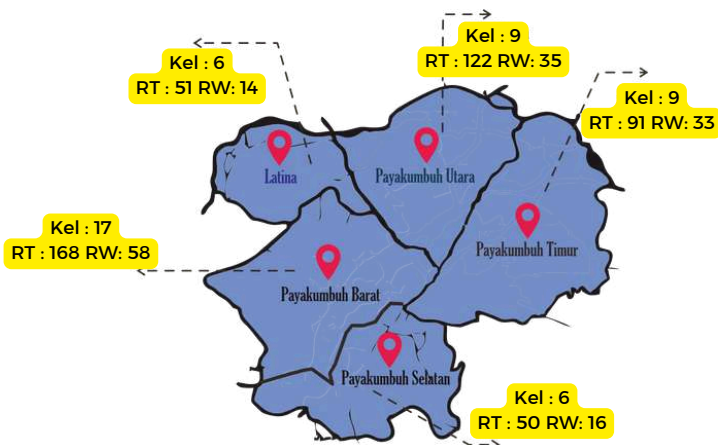 Kel : 9
RT : 122 RW: 35
Kel : 6
RT : 51 RW: 14
Kel : 9
RT : 91 RW: 33
Latina
Payakumbuh Utara
Kel : 17
RT : 168 RW: 58
Payakumbuh Timur
Payakumbuh Barat
Payakumbuh Selatan
Kel : 6
RT : 50 RW: 16